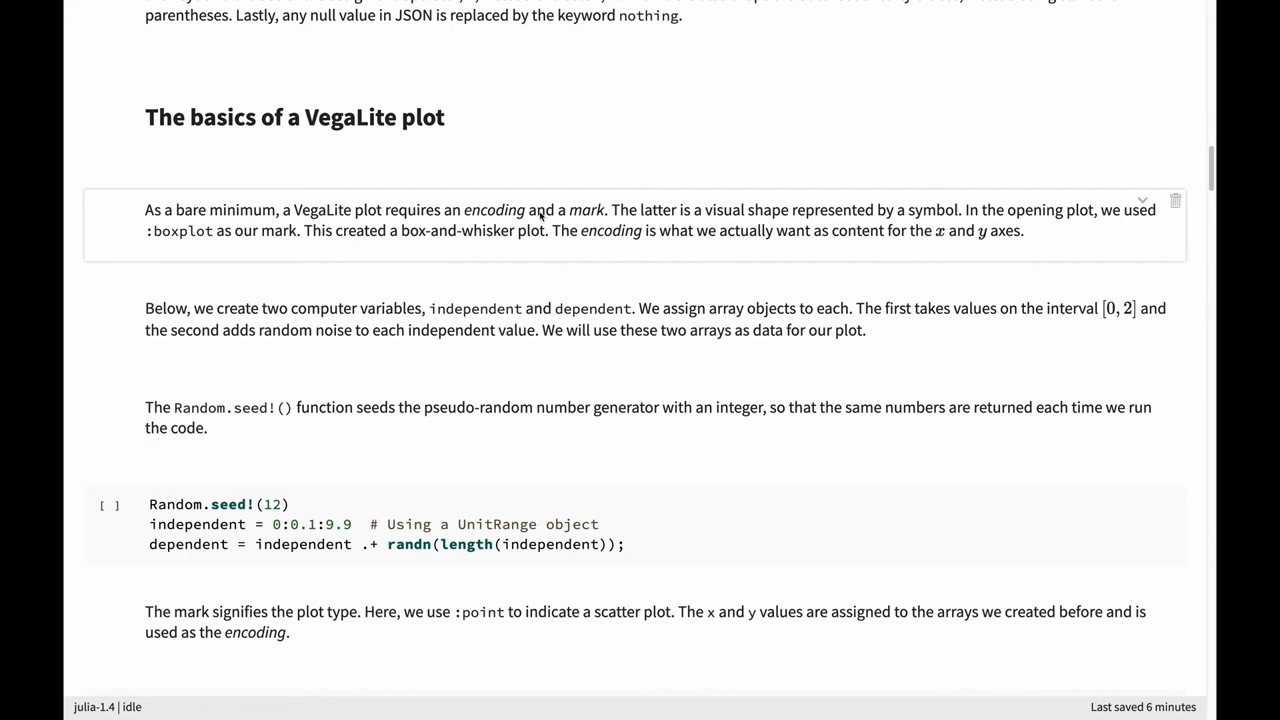 parentheses. Lastly, any null value in JSON is replaced by the keyword nothing.
The basics of a VegaLite plot
As a bare minimum, a VegaLite plot requires an encoding and a mark. The latter is a visual shape represented by a symbol. In the opening plot, we used
:boxplot as our mark. This created a box-and-whisker plot. The encoding is what we actually want as content for the x and y axes.
Below, we create two computer variables, independent and dependent. We assign array objects to each. The first takes values on the interval [0, 2] and
the second adds random noise to each independent value. We will use these two arrays as data for our plot.
The Random.seed!() function seeds the pseudo-random number generator with an integer, so that the same numbers are returned each time we run
the code.
[ ] Random.seed!(12)
independent = 0:0.1:9.9  # Using a UnitRange object
dependent = independent .+ randn(length(independent));
The mark signifies the plot type. Here, we use :point to indicate a scatter plot. The x and y values are assigned to the arrays we created before and is
used as the encoding.
julia-1.4 | idle
Last saved 6 minutes